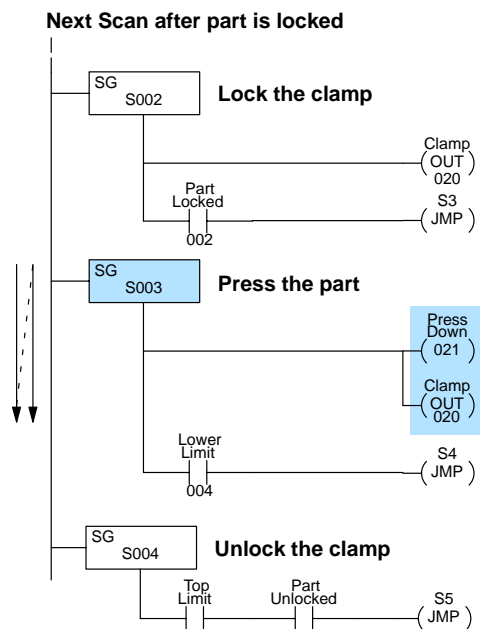 Next Scan after part is locked
SG
S002
Lock the clamp
Clamp
OUT
020
Part
Locked
002
S3
JMP
SG
S003
Press the part
Press
Down
021
Clamp
OUT
020
Lower
Limit
004
S4
JMP
SG
S004
Unlock the clamp
Top
Limit
Part
Unlocked
S5
JMP